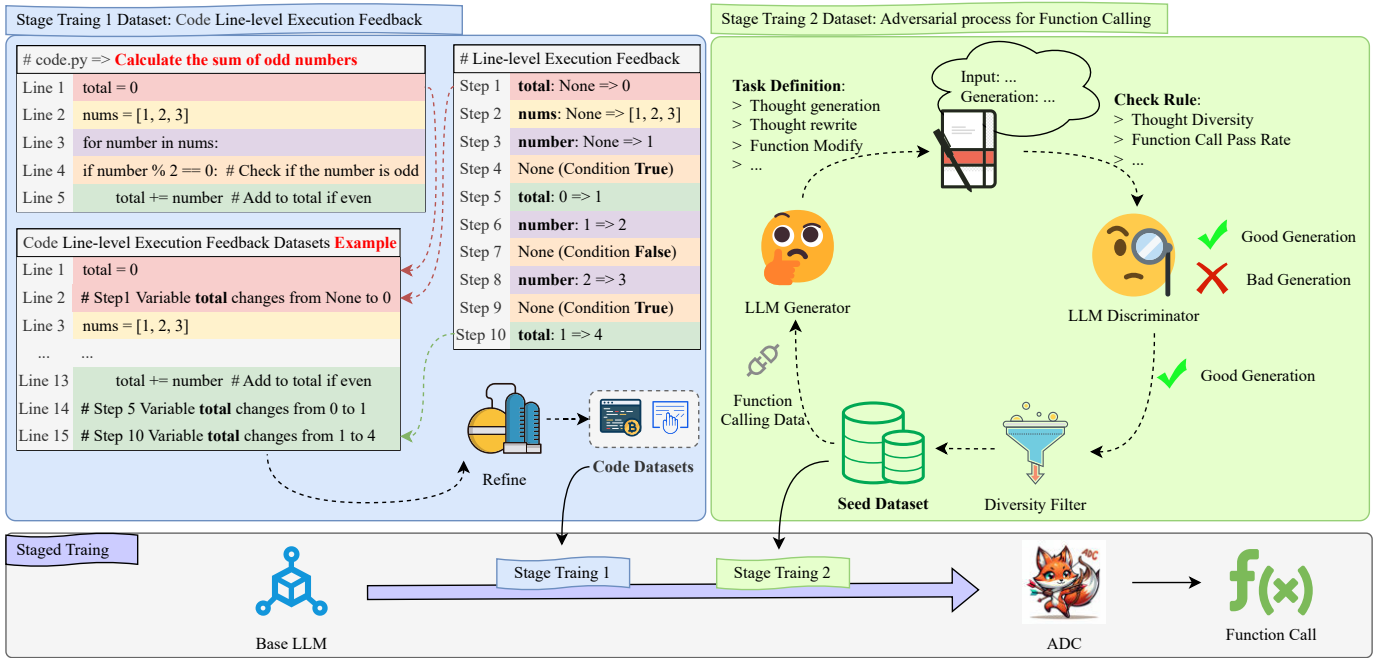 Stage Traing 1 Dataset: Code Line-level Execution Feedback
# code.py => Calculate the sum of odd numbers
Line 1 total = 0
Line 2 nums = [1, 2, 3]
Line 3 for number in nums:
Line 4 if number % 2 == 0: # Check if the number is odd
Line 5 total += number # Add to total if even
Code Line-level Execution Feedback Datasets Example
Line 1 total = 0
Line 2 # Step1 Variable total changes from None to 0
Line 3 nums = [1, 2, 3]
... ...
Line 13 total += number # Add to total if even
Line 14 # Step 5 Variable total changes from 0 to 1
Line 15 # Step 10 Variable total changes from 1 to 4
# Line-level Execution Feedback
Step 1 total: None => 0
Step 2 nums: None => [1, 2, 3]
Step 3 number: None => 1
Step 4 None (Condition True)
Step 5 total: 0 => 1
Step 6 number: 1 => 2
Step 7 None (Condition False)
Step 8 number: 2 => 3
Step 9 None (Condition True)
Step 10 total: 1 => 4
Refine
Code Datasets
Stage Traing 2 Dataset: Adversarial process for Function Calling
Task Definition:
> Thought generation
> Thought rewrite
> Function Modify
> ...
Input: ...
Generation: ...
Check Rule:
> Thought Diversity
> Function Call Pass Rate
> ...
LLM Generator
LLM Discriminator
Good Generation
Bad Generation
Good Generation
Function
Calling Data
Seed Dataset
Diversity Filter
Staged Traing
Base LLM
Stage Traing 1
Stage Traing 2
ADC
ADC
f(x)
Function Call